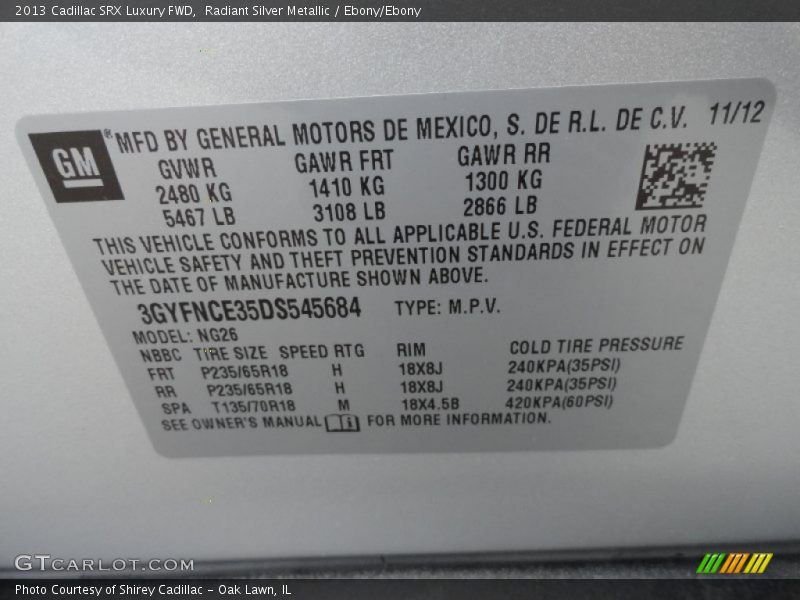 2013 Cadillac SRX Luxury FWD,  Radiant Silver Metallic / Ebony/Ebony
GM ® MFD BY GENERAL MOTORS DE MEXICO, S. DE R.L. DE C.V. 11/12
GVWR GAWR FRT GAWR RR
2480 KG 1410 KG 1300 KG
5467 LB 3108 LB 2866 LB
THIS VEHICLE CONFORMS TO ALL APPLICABLE U.S. FEDERAL MOTOR
VEHICLE SAFETY AND THEFT PREVENTION STANDARDS IN EFFECT ON
THE DATE OF MANUFACTURE SHOWN ABOVE.
3GYFNCE35DS545684 TYPE: M.P.V.
MODEL: NG26
NBBC TIRE SIZE SPEED RTG RIM COLD TIRE PRESSURE
FRT P235/65R18 H 18X8J 240KPA(35PSI)
RR P235/65R18 H 18X8J 240KPA(35PSI)
SPA T135/70R18 M 18X4.5B 420KPA(60PSI)
SEE OWNER'S MANUAL FOR MORE INFORMATION.
GTCARLOT.COM
Photo Courtesy of Shirey Cadillac - Oak Lawn, IL